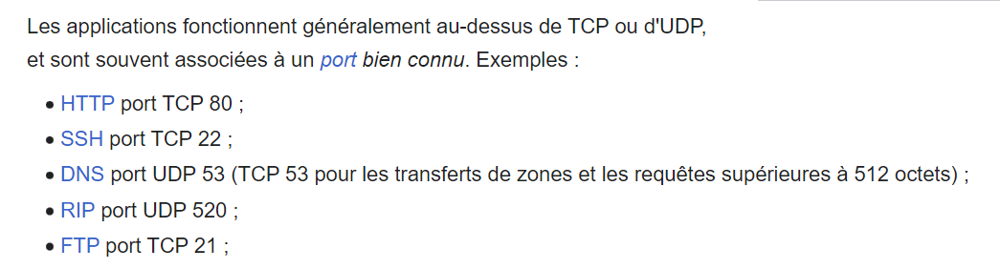 Les applications fonctionnent généralement au-dessus de TCP ou d'UDP,
et sont souvent associées à un port bien connu. Exemples :
• HTTP port TCP 80 ;
• SSH port TCP 22 ;
• DNS port UDP 53 (TCP 53 pour les transferts de zones et les requêtes supérieures à 512 octets) ;
• RIP port UDP 520 ;
• FTP port TCP 21 ;